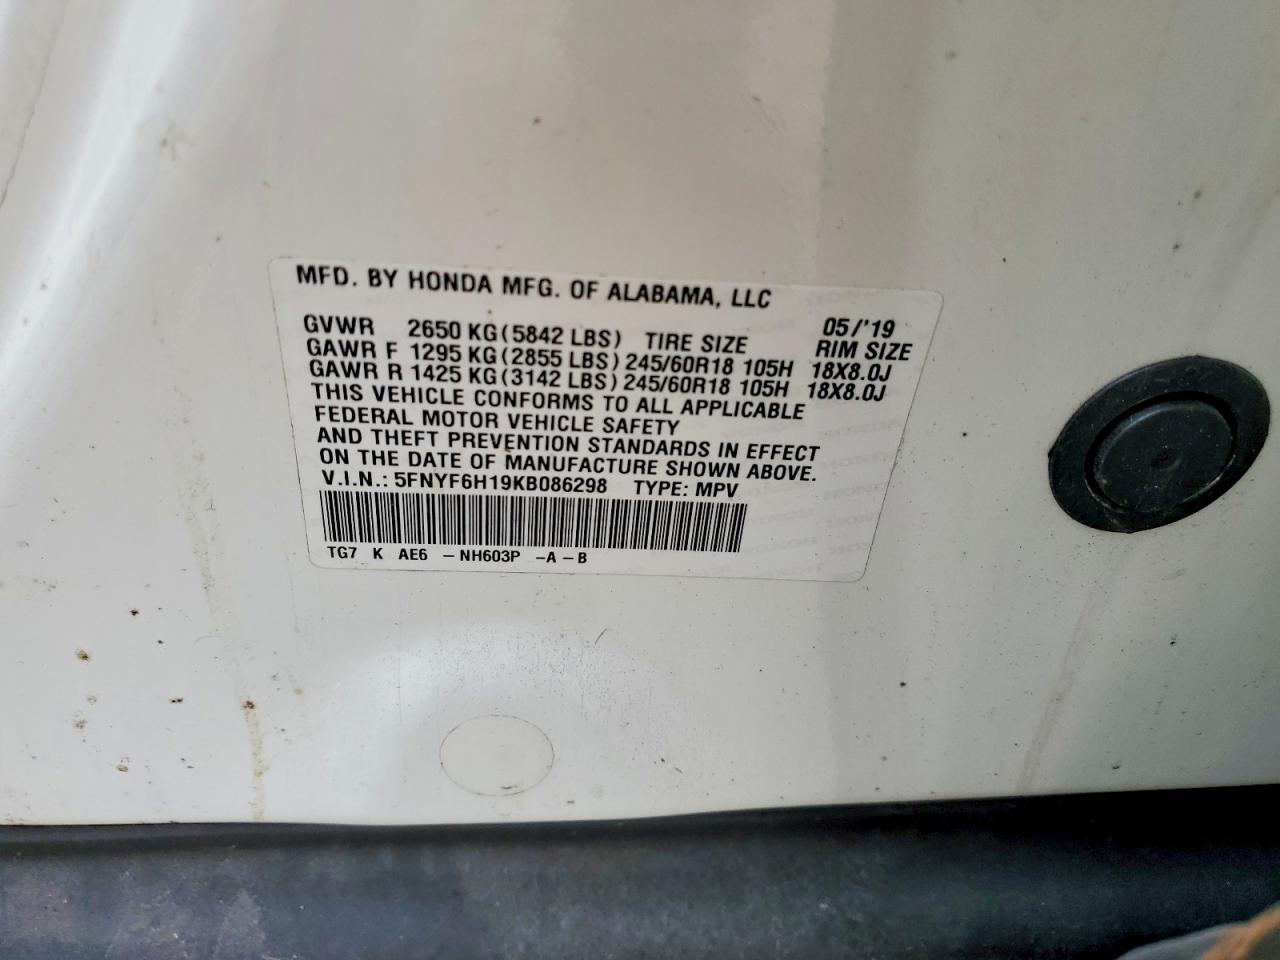 MFD. BY HONDA MFG. OF ALABAMA, LLC
05/'19
GVWR 2650 KG(5842 LBS) TIRE SIZE RIM SIZE
GAWR F 1295 KG(2855 LBS) 245/60R18 105H 18X8.0J
GAWR R 1425 KG(3142 LBS) 245/60R18 105H 18X8.0J
THIS VEHICLE CONFORMS TO ALL APPLICABLE
FEDERAL MOTOR VEHICLE SAFETY
AND THEFT PREVENTION STANDARDS IN EFFECT
ON THE DATE OF MANUFACTURE SHOWN ABOVE.
V.I.N.: 5FNYF6H19KB086298 TYPE: MPV
TG7 K AE6 -NH603P -A-B